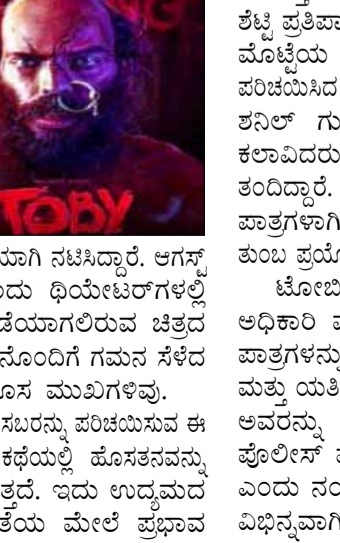 TOBY
ಯಾಗಿ ನಟಿಸಿದ್ದಾರೆ. ಆಗಸ್ಟ್
ಂದು ಥಿಯೇಟರ್‌ಗಳಲ್ಲಿ
ಡೆಯಾಗಲಿರುವ ಚಿತ್ರದ
ನೊಂದಿಗೆ ಗಮನ ಸೆಳೆದ
ೊಸ ಮುಖಗಳಿವು.
ಸಬರನ್ನು ಪರಿಚಯಿಸುವ ಈ
ಕಥೆಯಲ್ಲಿ ಹೊಸತನವನ್ನು
ತ್ತದೆ. ಇದು ಉದ್ಯಮದ
ತೆಯ ಮೇಲೆ ಪ್ರಭಾವ
ಶೆಟ್ಟಿ ಪ್ರತಿಪಾ
ಮೊಟ್ಟೆಯ
ಪರಿಚಯಿಸಿದ
ಶನಿಲ್ ಗು
ಕಲಾವಿದರು
ತಂದಿದ್ದಾರೆ.
ಪಾತ್ರಗಳಾಗಿ
ತುಂಬ ಪ್ರಯೋ
ಟೋಬಿ
ಅಧಿಕಾರಿ
ಪಾತ್ರಗಳನ್ನು
ಮತ್ತು ಯತಿ
ಅವರನ್ನು
ಪೊಲೀಸ್
ಎಂದು ನಂ
ವಿಭಿನ್ನವಾಗಿ